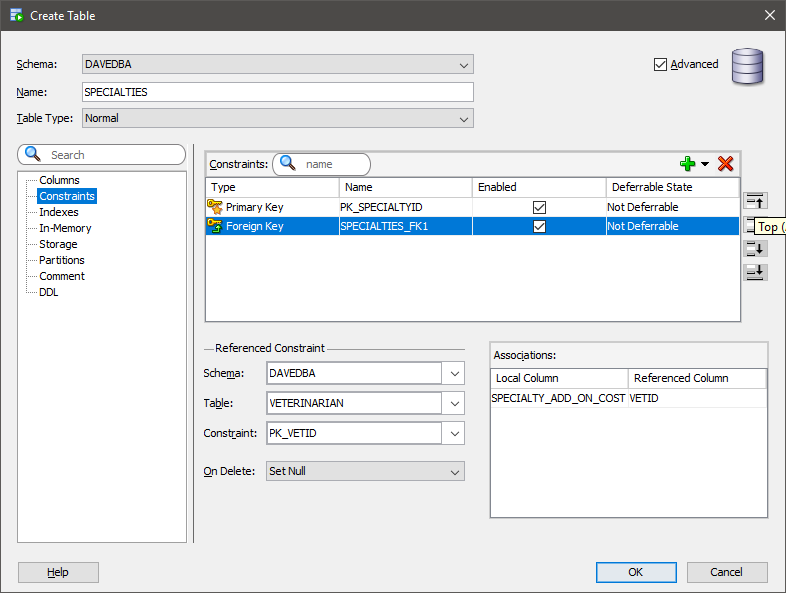 Create Table
Schema: DAVEDBA
Advanced
Name: SPECIALTIES
Table Type: Normal
Search
Columns
Constraints
Indexes
In-Memory
Storage
Partitions
Comment
DDL
Constraints: name
Type Name Enabled Deferrable State
Primary Key PK_SPECIALTYID Not Deferrable
Foreign Key SPECIALTIES_FK1 Not Deferrable
Top (
Referenced Constraint
Schema: DAVEDBA
Table: VETERINARIAN
Constraint: PK_VETID
On Delete: Set Null
Associations:
Local Column Referenced Column
SPECIALTY_ADD_ON_COST VETID
Help
OK
Cancel